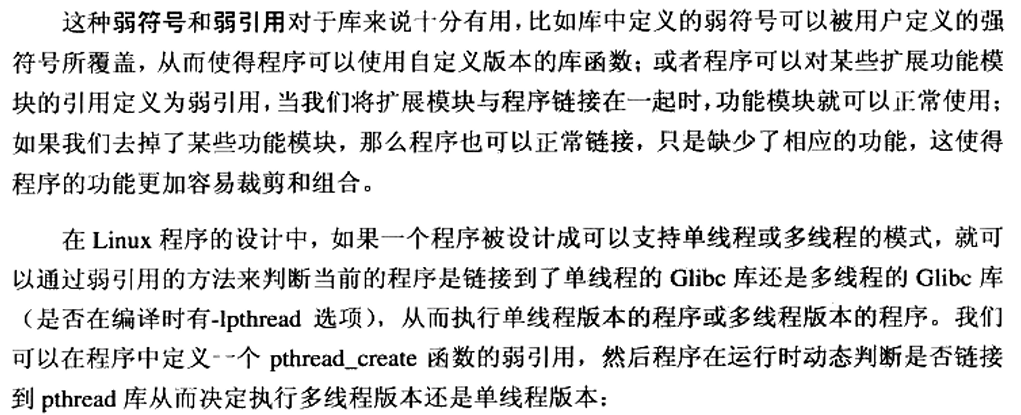 这种弱符号和弱引用对于库来说十分有用，比如库中定义的弱符号可以被用户定义的强
符号所覆盖，从而使得程序可以使用自定义版本的库函数；或者程序可以对某些扩展功能模
块的引用定义为弱引用，当我们将扩展模块与程序链接在一起时，功能模块就可以正常使用；
如果我们去掉了某些功能模块，那么程序也可以正常链接，只是缺少了相应的功能，这使得
程序的功能更加容易裁剪和组合。
在 Linux 程序的设计中，如果一个程序被设计成可以支持单线程或多线程的模式，就可
以通过弱引用的方法来判断当前的程序是链接到了单线程的 Glibc 库还是多线程的 Glibc 库
（是否在编译时有-lpthread 选项），从而执行单线程版本的程序或多线程版本的程序。我们
可以在程序中定义一个 pthread_create 函数的弱引用，然后程序在运行时动态判断是否链接
到 pthread 库从而决定执行多线程版本还是单线程版本：